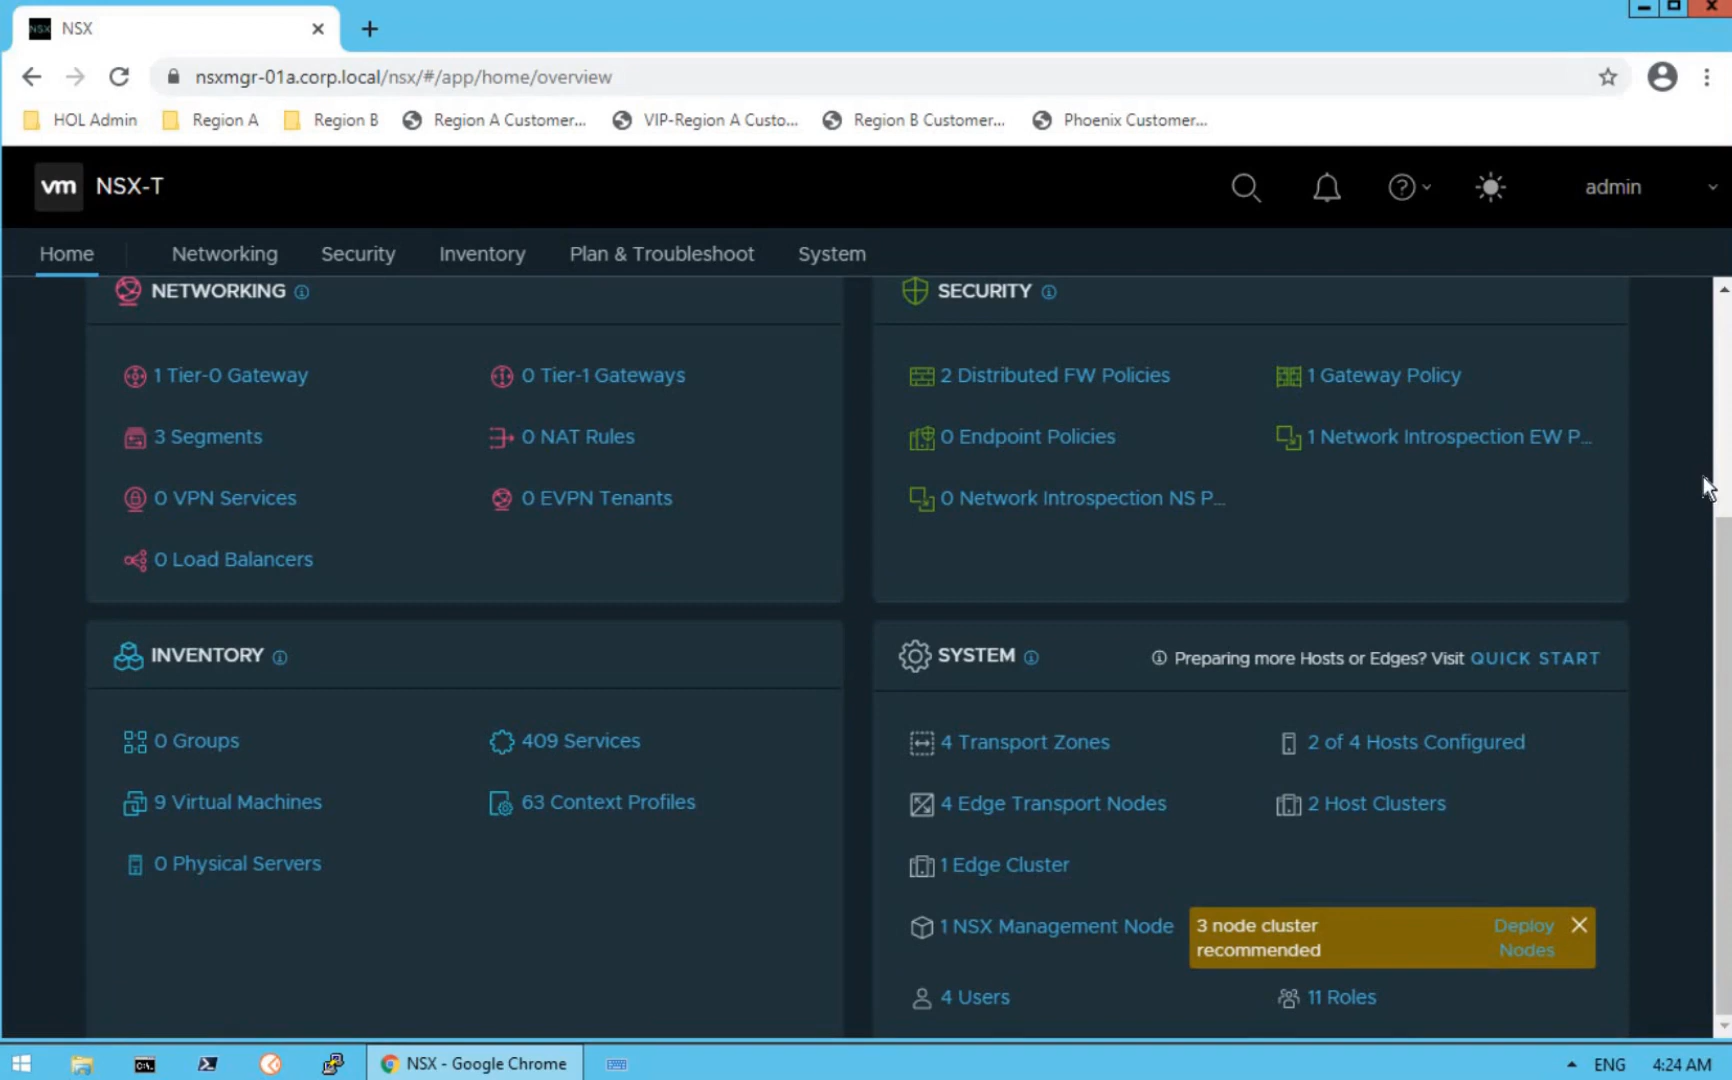 NSX
nsxmgr-01a.corp.local/nsx/#/app/home/overview
HOL Admin Region A Region B Region A Customer... VIP-Region A Custo... Region B Customer... Phoenix Customer...
vm NSX-T admin
Home Networking Security Inventory Plan & Troubleshoot System
NETWORKING
1 Tier-0 Gateway 0 Tier-1 Gateways
3 Segments 0 NAT Rules
0 VPN Services 0 EVPN Tenants
0 Load Balancers
SECURITY
2 Distributed FW Policies 1 Gateway Policy
0 Endpoint Policies 1 Network Introspection EW P...
0 Network Introspection NS P...
INVENTORY
0 Groups 409 Services
9 Virtual Machines 63 Context Profiles
0 Physical Servers
SYSTEM Preparing more Hosts or Edges? Visit QUICK START
4 Transport Zones 2 of 4 Hosts Configured
4 Edge Transport Nodes 2 Host Clusters
1 Edge Cluster
1 NSX Management Node 3 node cluster Deploy
recommended Nodes
4 Users 11 Roles
NSX - Google Chrome ENG 4:24 AM